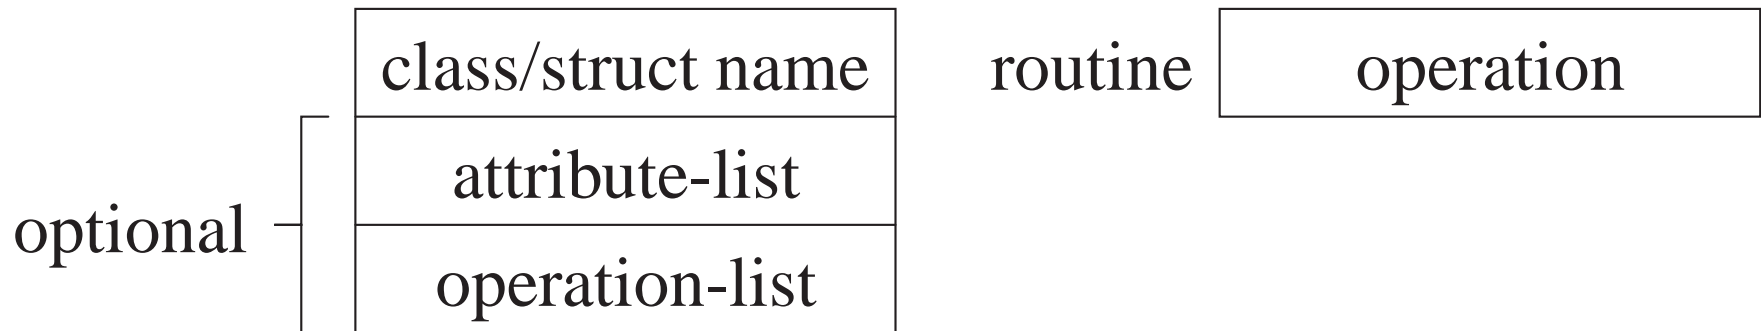 class/struct name
routine operation
attribute-list
optional
operation-list